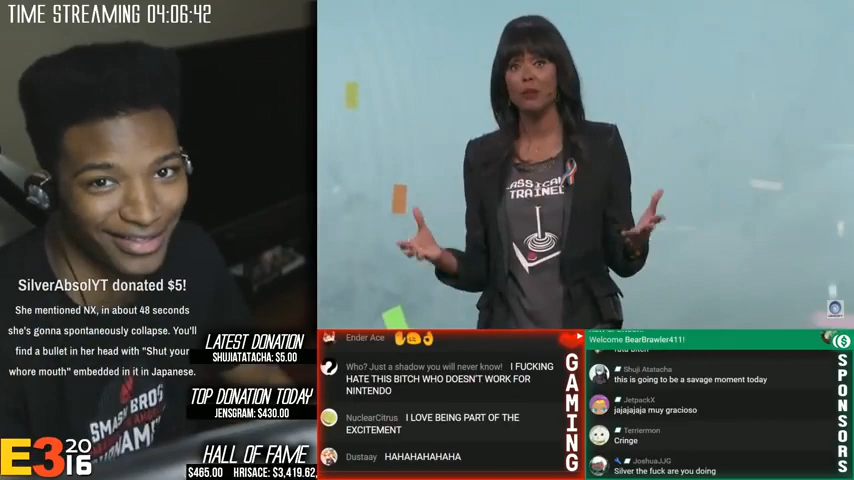 TIME STREAMING 04:06:42
SilverAbsolYT donated $5!
She mentioned NX, in about 48 seconds
she's gonna spontaneously collapse. You'll
find a bullet in her head with "Shut your
whore mouth" embedded in it in Japanese.
SMASH BROS
E3 2016
LATEST DONATION
SHUJIATATACHA: $5.00
TOP DONATION TODAY
JENSGRAM: $430.00
HALL OF FAME
$465.00 HRISACE: $3,419.62,
ASSICAL
TRAINED
Ender Ace
Who? Just a shadow you will never know! I FUCKING
HATE THIS BITCH WHO DOESN'T WORK FOR
NINTENDO
NuclearCitrus I LOVE BEING PART OF THE
EXCITEMENT
Dustaay HAHAHAHAHAHA
GAMING
Welcome BearBrawler411!
Shuji Atatacha
this is going to be a savage moment today
JetpackX
jajajajaja muy gracioso
Terriermon
Cringe
JoshuaJJG
Silver the fuck are you doing
SPONSORS